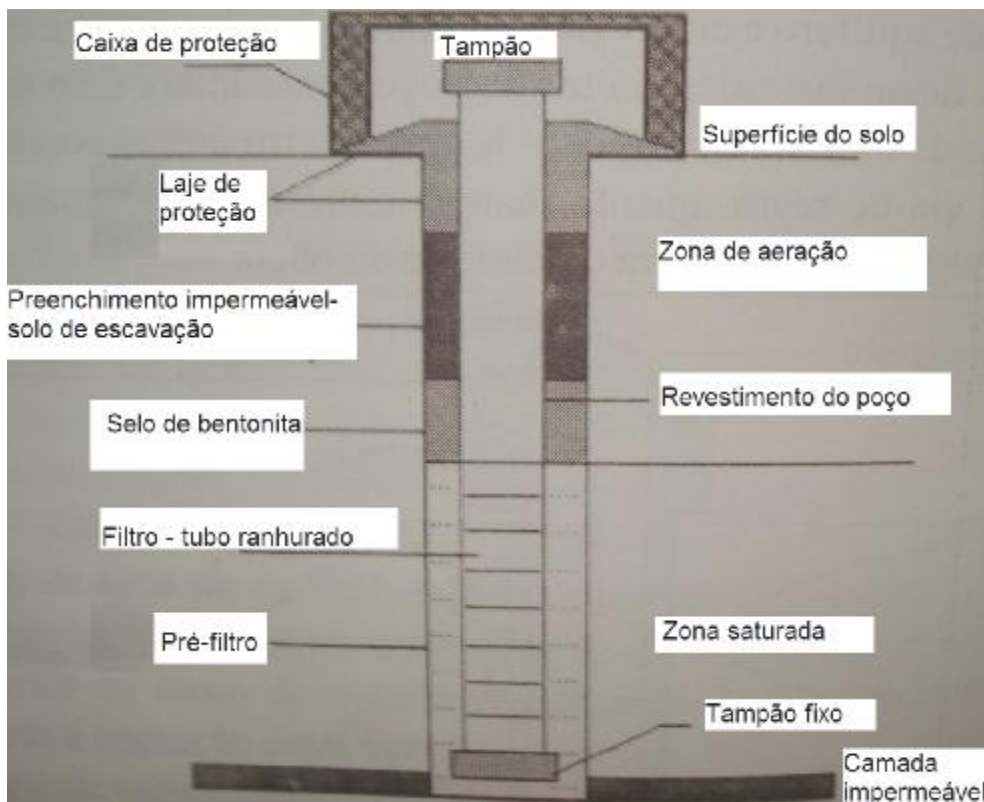 Caixa de proteção
Tampão
Superfície do solo
Laje de
proteção
Zona de aeração
Preenchimento impermeável-
solo de escavação
Revestimento do poço
Selo de bentonita
Filtro - tubo ranhurado
Zona saturada
Pré-filtro
Tampão fixo
Camada
impermeável